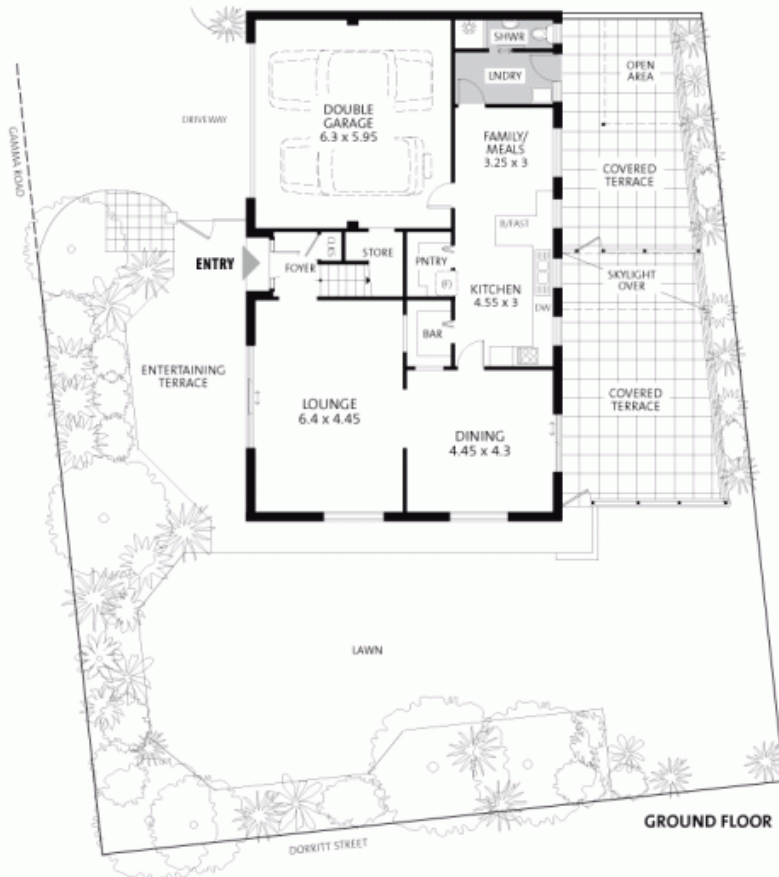 SHWR
OPEN
AREA
LNDRY
DRIVEWAY
DOUBLE
GARAGE
6.3 x 5.95
FAMILY/
MEALS
3.25 x 3
GAMMA ROAD
COVERED
TERRACE
B/FAST
ENTRY
FOYER
CUBS
STORE
PNTRY
(F)
KITCHEN
4.55 x 3
SKYLIGHT
OVER
DW
BAR
ENTERTAINING
TERRACE
LOUNGE
6.4 x 4.45
COVERED
TERRACE
DINING
4.45 x 4.3
LAWN
GROUND FLOOR
DORRITT STREET